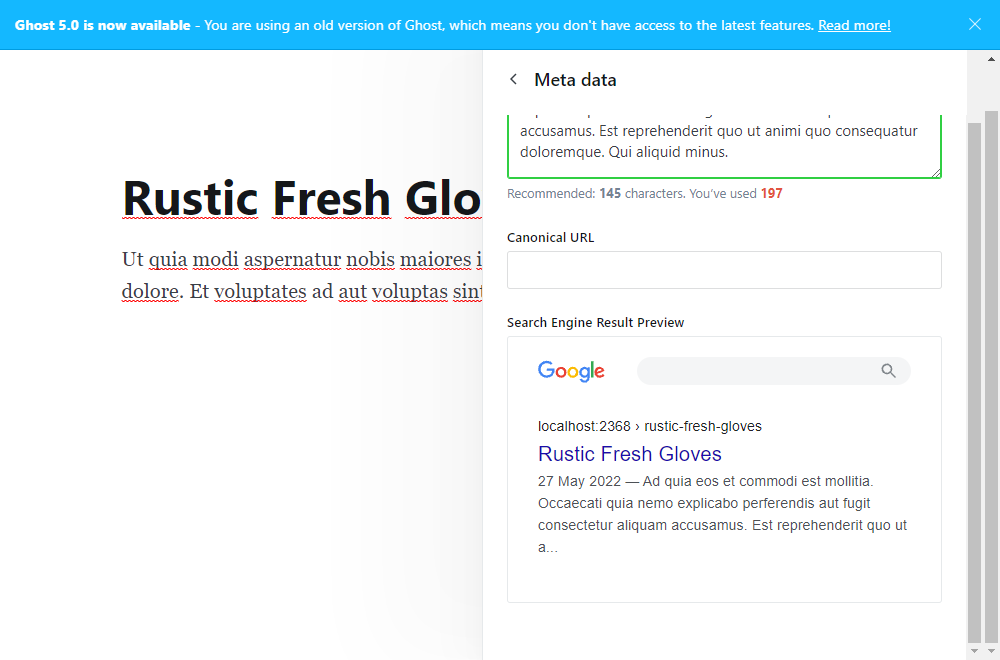 Ghost 5.0 is now available - You are using an old version of Ghost, which means you don't have access to the latest features. Read more!
Meta data
accusamus. Est reprehenderit quo ut animi quo consequatur
doloremque. Qui aliquid minus.
Recommended: 145 characters. You've used 197
Rustic Fresh Glo
Ut quia modi aspernatur nobis maiores i
dolore. Et voluptates ad aut voluptas sint
Canonical URL
Search Engine Result Preview
Google
localhost:2368 › rustic-fresh-gloves
Rustic Fresh Gloves
27 May 2022 — Ad quia eos et commodi est mollitia.
Occaecati quia nemo explicabo perferendis aut fugit
consectetur aliquam accusamus. Est reprehenderit quo ut
a...